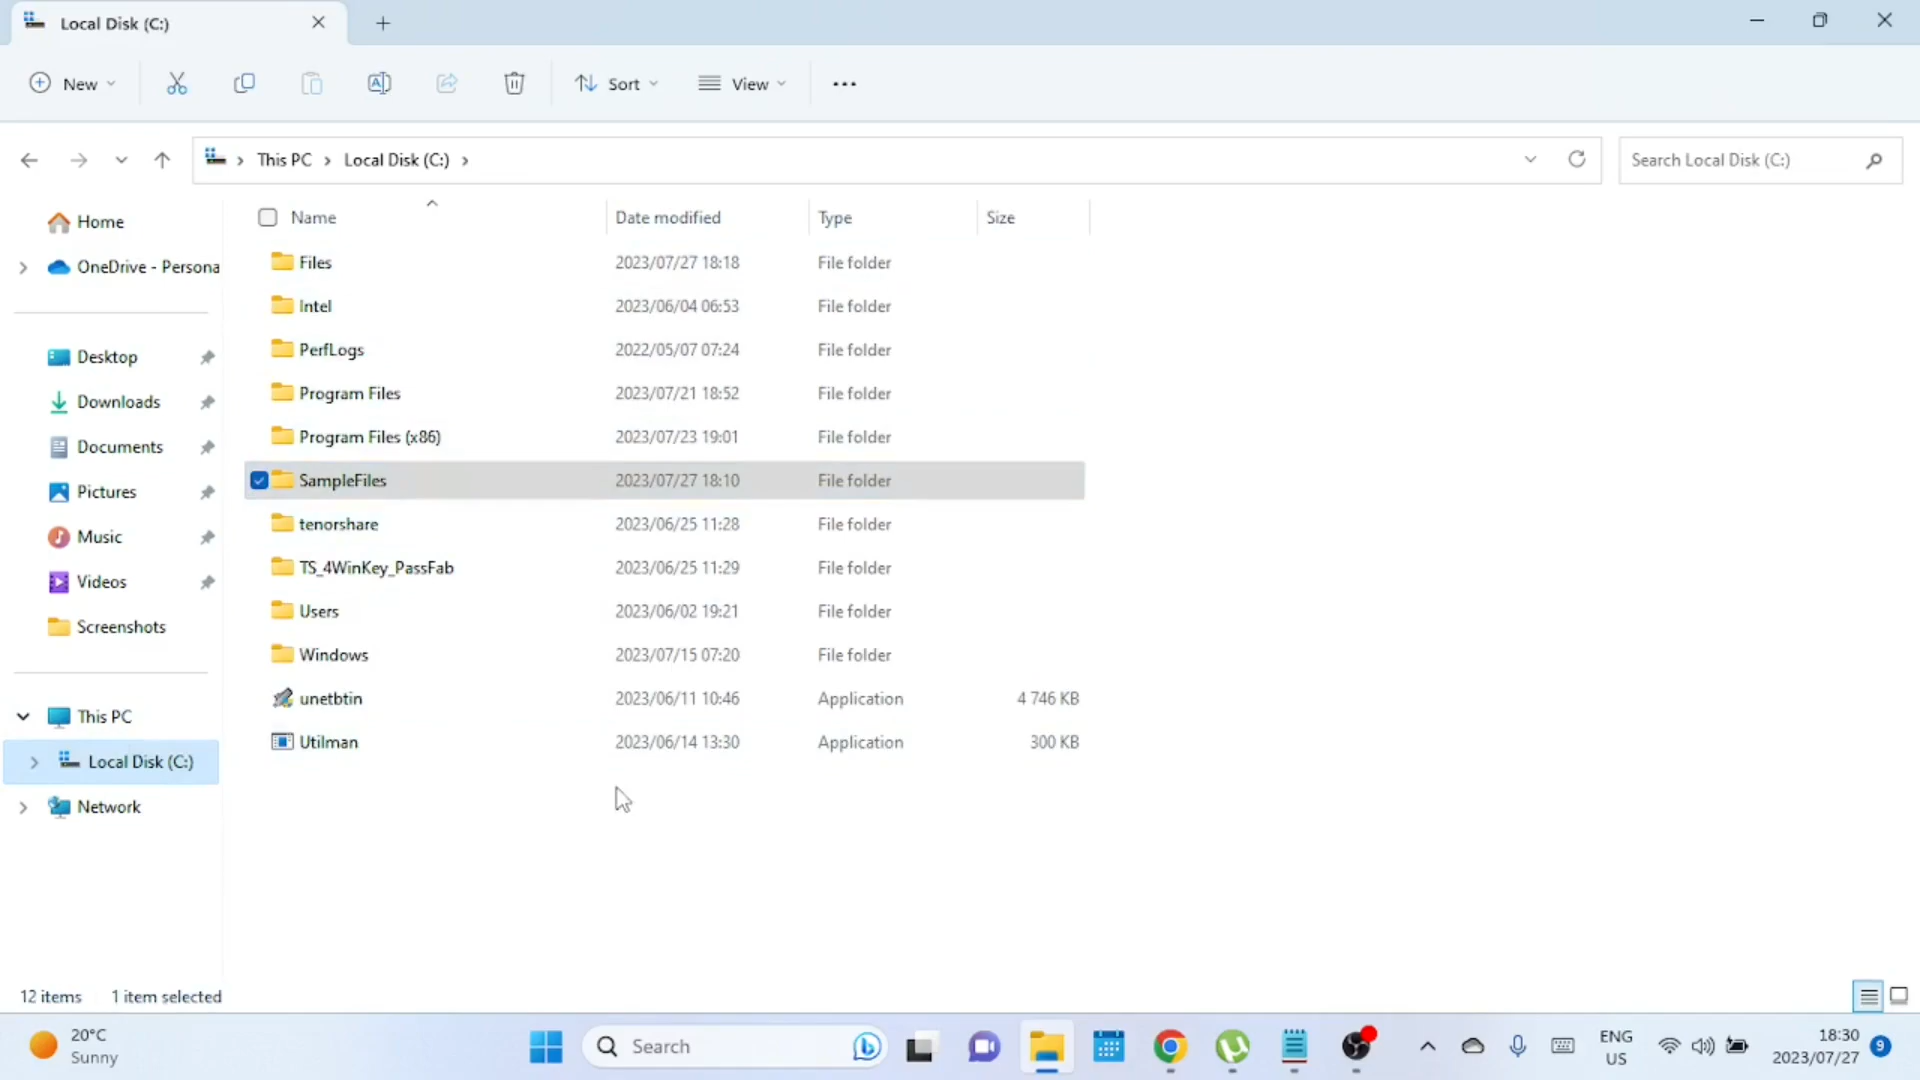 Local Disk (C:)
New Sort View
This PC Local Disk (C:) Search Local Disk (C:)
Home
OneDrive - Persona
Desktop
Downloads
Documents
Pictures
Music
Videos
Screenshots
This PC
Local Disk (C:)
Network
Name Date modified Type Size
Files 2023/07/27 18:18 File folder
Intel 2023/06/04 06:53 File folder
PerfLogs 2022/05/07 07:24 File folder
Program Files 2023/07/21 18:52 File folder
Program Files (x86) 2023/07/23 19:01 File folder
SampleFiles 2023/07/27 18:10 File folder
tenorshare 2023/06/25 11:28 File folder
TS_4WinKey_PassFab 2023/06/25 11:29 File folder
Users 2023/06/02 19:21 File folder
Windows 2023/07/15 07:20 File folder
unetbtin 2023/06/11 10:46 Application 4 746 KB
Utilman 2023/06/14 13:30 Application 300 KB
12 items 1 item selected
20°C
Sunny
Search
ENG
US
18:30
2023/07/27
9